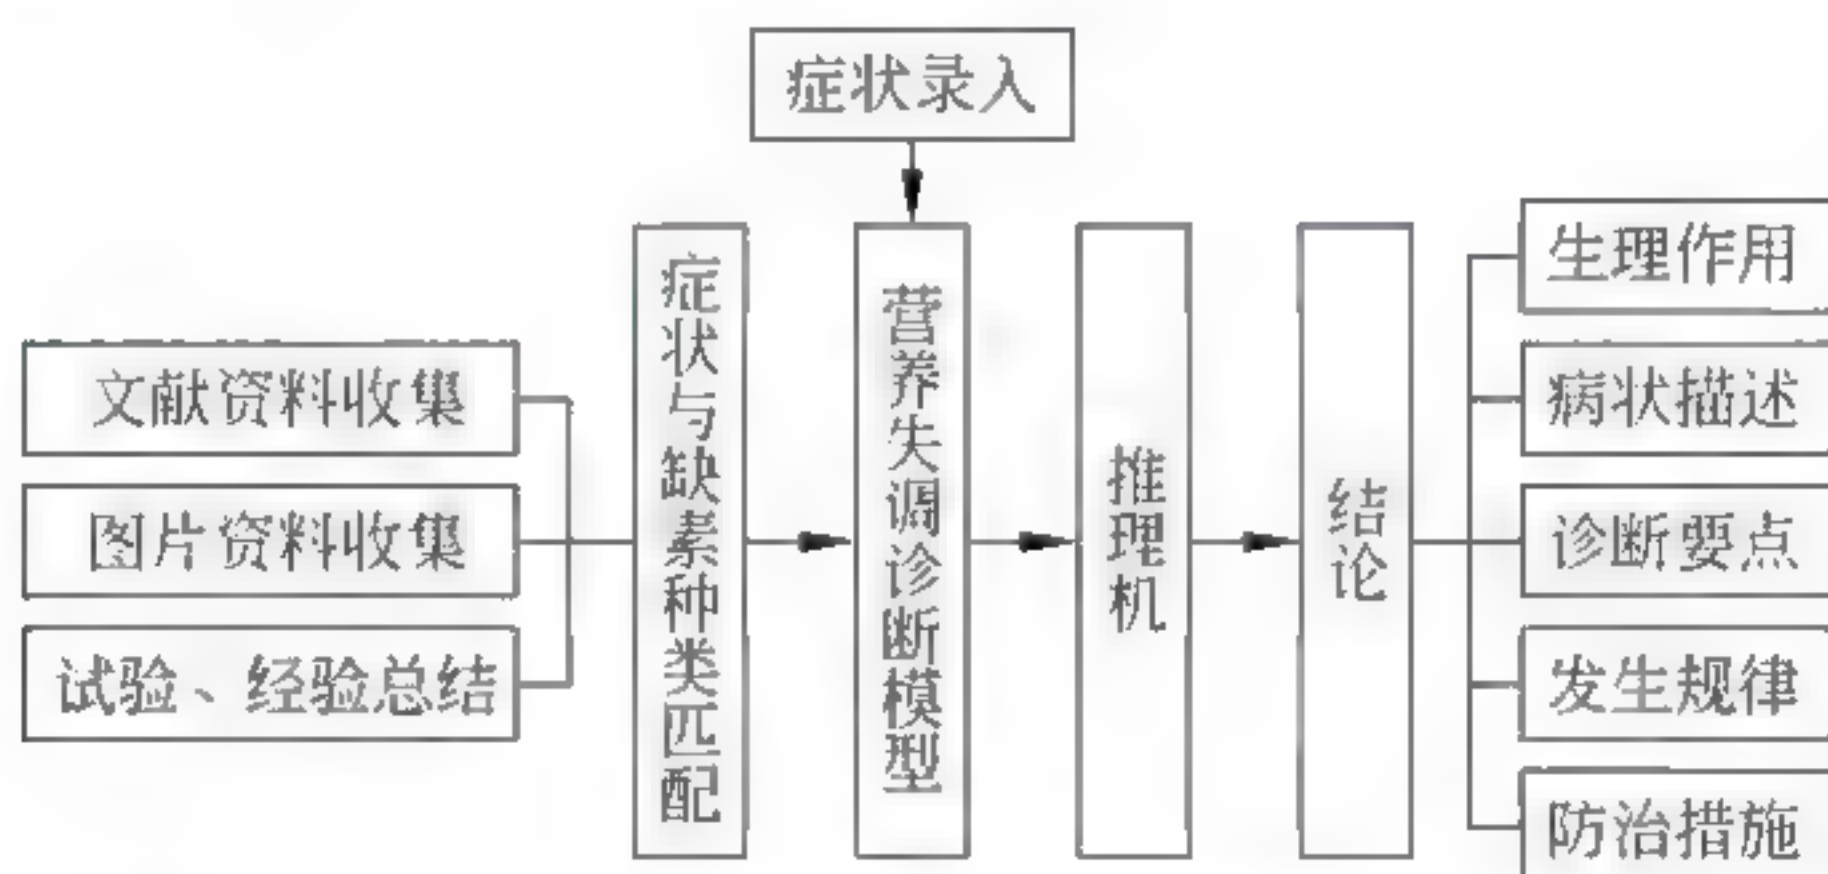 症状录入
文献资料收集
图片资料收集
试验、经验总结
症状与缺素种类匹配
营养失调诊断模型
推理机
结论
生理作用
病状描述
诊断要点
发生规律
防治措施